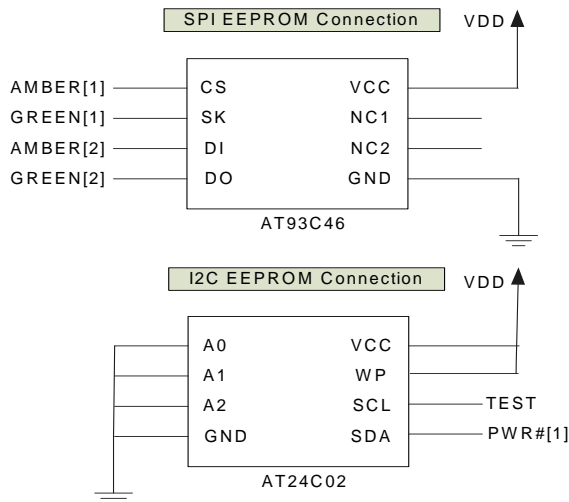 SPI EEPROM Connection
VDD
AMBER[1]
CS
VCC
GREEN[1]
SK
NC1
AMBER[2]
DI
NC2
GREEN[2]
DO
GND
AT93C46
I2C EEPROM Connection
VDD
A0
VCC
A1
WP
A2
SCL
TEST
GND
SDA
PWR#[1]
AT24C02